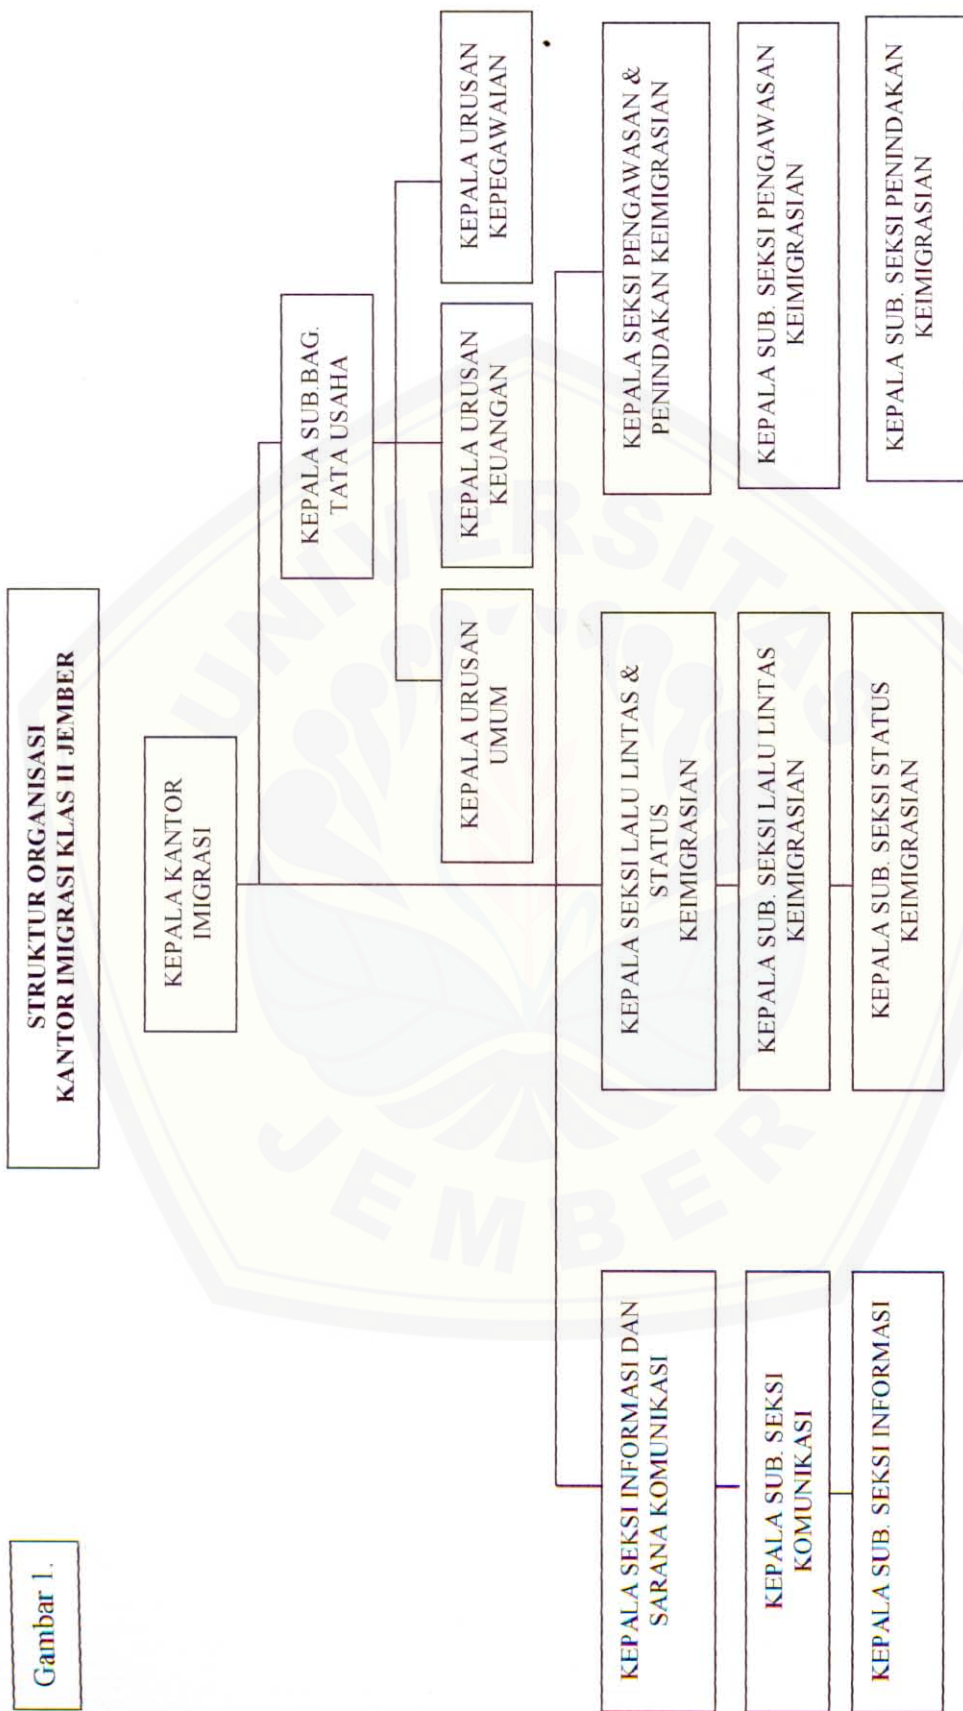 Gambar 1.
STRUKTUR ORGANISASI
KANTOR IMIGRASI KLAS II JEMBER
KEPALA KANTOR
IMIGRASI
KEPALA SUB.BAG.
TATA USAHA
KEPALA URUSAN
UMUM
KEPALA URUSAN
KEUANGAN
KEPALA URUSAN
KEPEGAWAIAN
KEPALA SEKSI INFORMASI DAN
SARANA KOMUNIKASI
KEPALA SUB. SEKSI
KOMUNIKASI
KEPALA SUB. SEKSI INFORMASI
KEPALA SEKSI LALU LINTAS &
STATUS
KEIMIGRASIAN
KEPALA SUB. SEKSI LALU LINTAS
KEIMIGRASIAN
KEPALA SUB. SEKSI STATUS
KEIMIGRASIAN
KEPALA SEKSI PENGAWASAN &
PENINDAKAN KEIMIGRASIAN
KEPALA SUB. SEKSI PENGAWASAN
KEIMIGRASIAN
KEPALA SUB. SEKSI PENINDAKAN
KEIMIGRASIAN
UNIVERSITAS
JEMBER